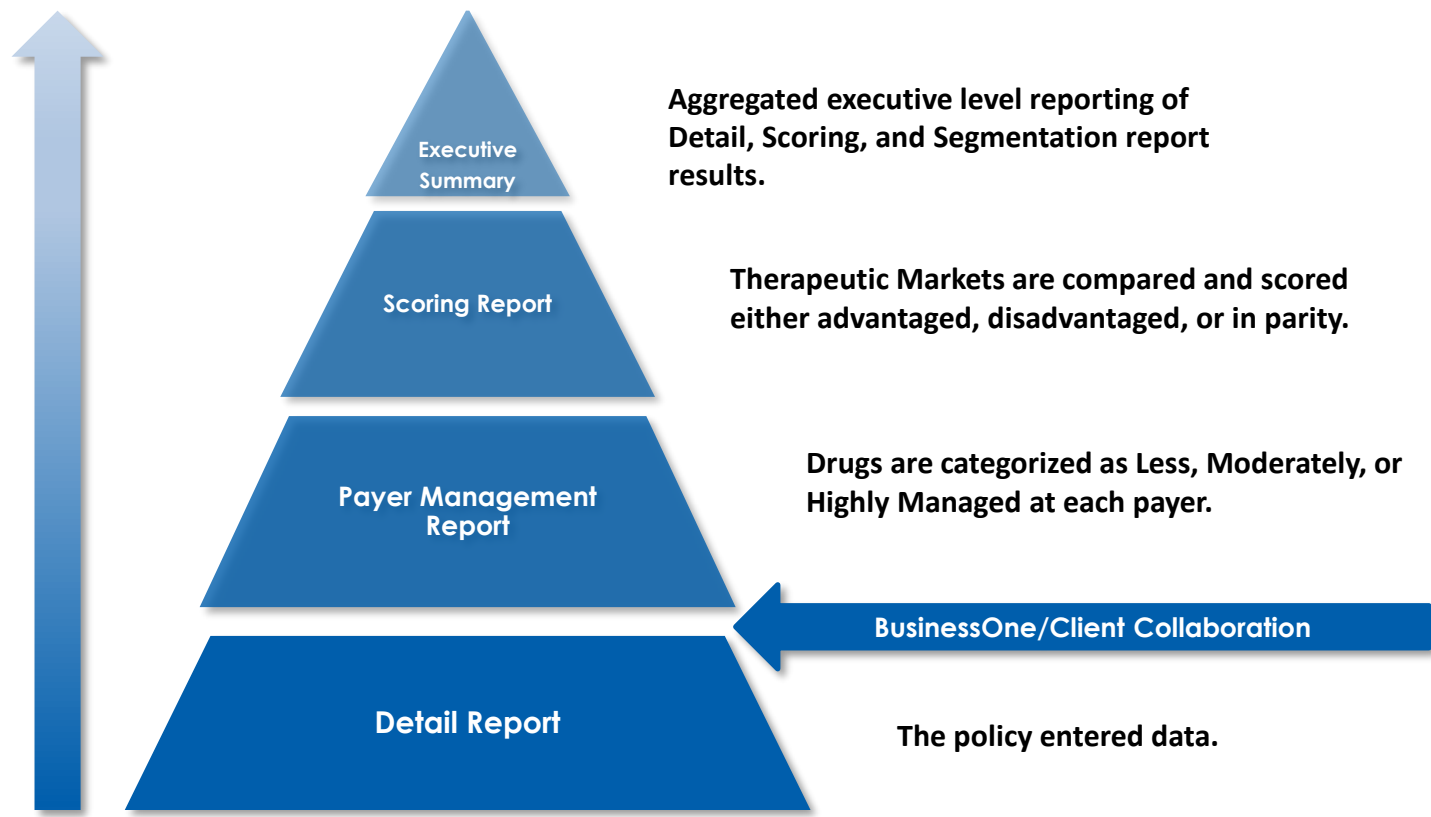 Executive
Summary
Aggregated executive level reporting of
Detail, Scoring, and Segmentation report
results.
Scoring Report
Therapeutic Markets are compared and scored
either advantaged, disadvantaged, or in parity.
Payer Management
Report
Drugs are categorized as Less, Moderately, or
Highly Managed at each payer.
BusinessOne/Client Collaboration
Detail Report
The policy entered data.